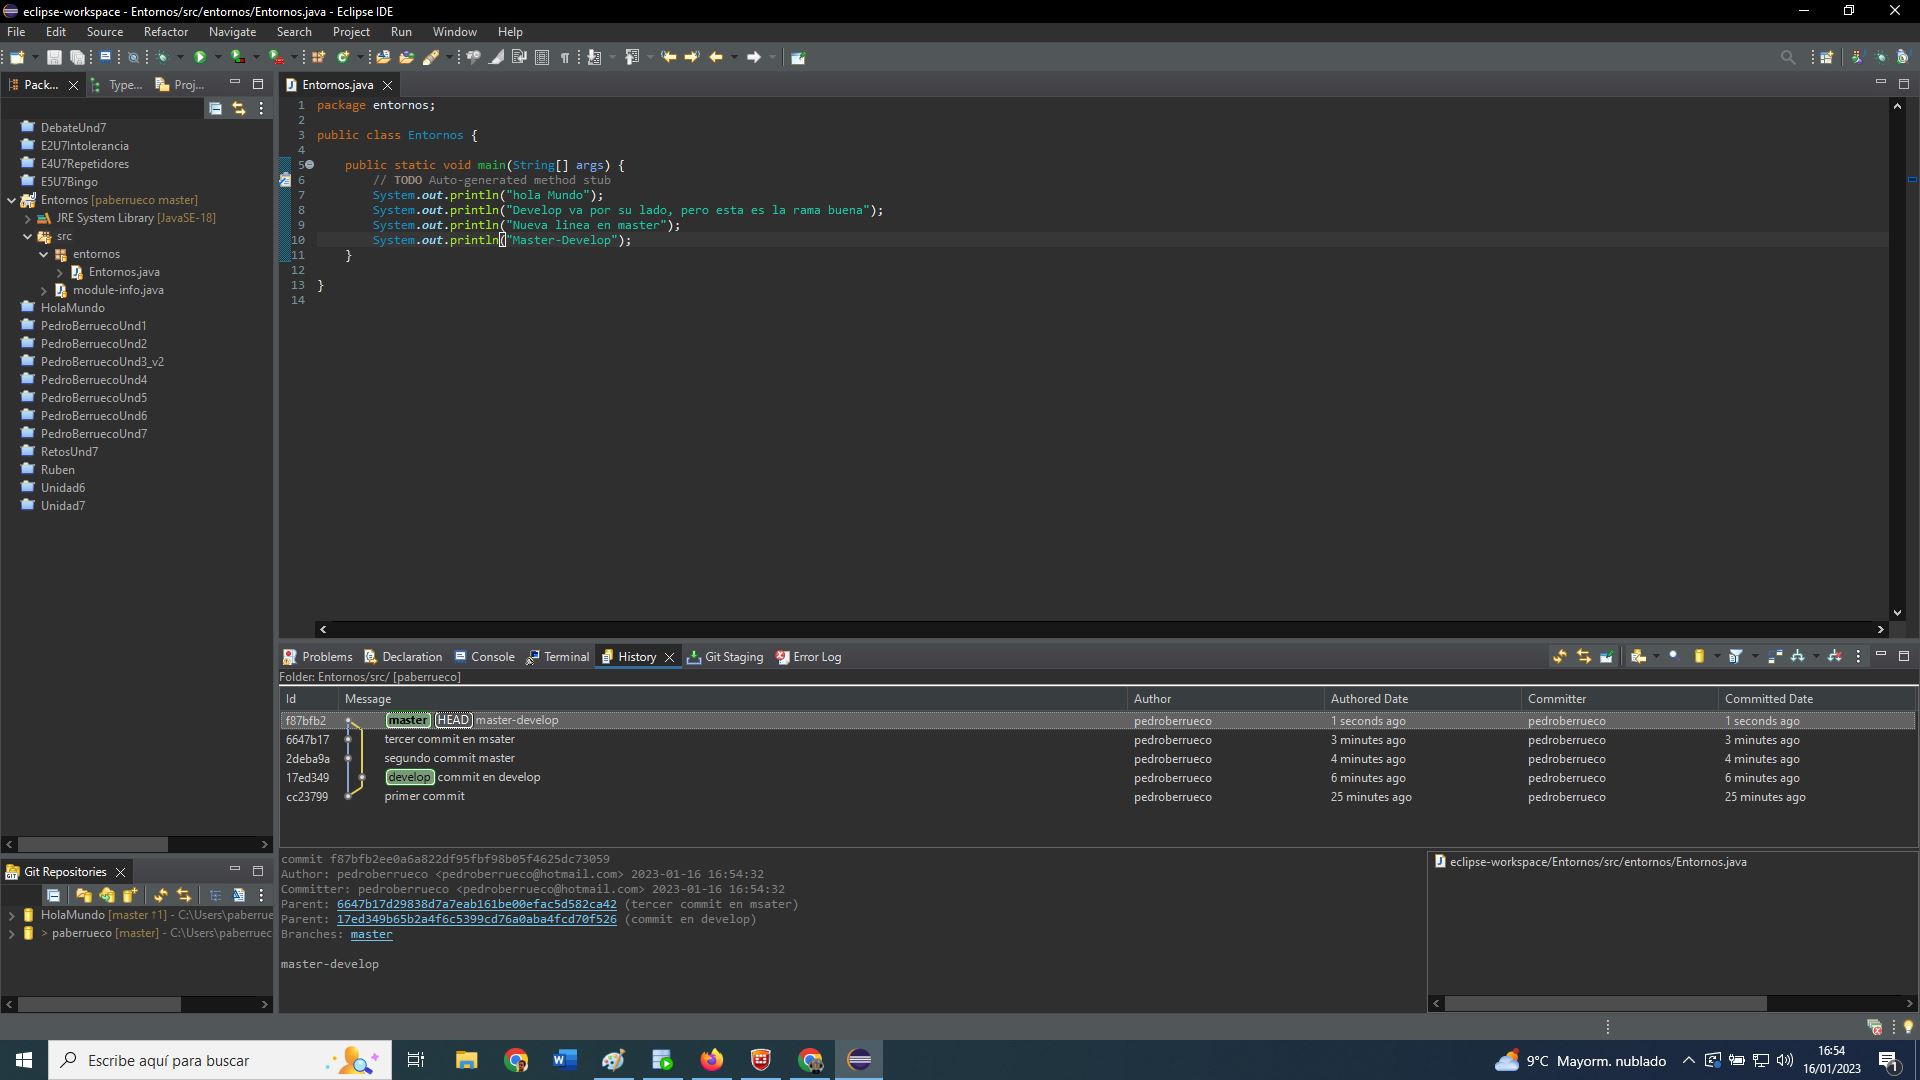 eclipse-workspace - Entornos/src/entornos/Entornos.java - Eclipse IDE
File Edit Source Refactor Navigate Search Project Run Window Help
Pack... Type... Proj...
DebateUnd7
E2U7Intolerancia
E4U7Repetidores
E5U7Bingo
Entornos [paberrueco master]
JRE System Library [JavaSE-18]
src
entornos
Entornos.java
module-info.java
HolaMundo
PedroBerruecoUnd1
PedroBerruecoUnd2
PedroBerruecoUnd3_v2
PedroBerruecoUnd4
PedroBerruecoUnd5
PedroBerruecoUnd6
PedroBerruecoUnd7
RetosUnd7
Ruben
Unidad6
Unidad7
Git Repositories
HolaMundo [master ↑1] - C:\Users\paberrue
> paberrueco [master] - C:\Users\paberruec
Entornos.java
1 package entornos;
2
3 public class Entornos {
4
5 public static void main(String[] args) {
6 // TODO Auto-generated method stub
7 System.out.println("hola Mundo");
8 System.out.println("Develop va por su lado, pero esta es la rama buena");
9 System.out.println("Nueva linea en master");
10 System.out.println("Master-Develop");
11 }
12
13 }
14
Problems Declaration Console Terminal History Git Staging Error Log
Folder: Entornos/src/ [paberrueco]
Id Message Author Authored Date Committer Committed Date
f87bfb2 master HEAD master-develop pedroberrueco 1 seconds ago pedroberrueco 1 seconds ago
6647b17 tercer commit en msater pedroberrueco 3 minutes ago pedroberrueco 3 minutes ago
2deba9a segundo commit master pedroberrueco 4 minutes ago pedroberrueco 4 minutes ago
17ed349 develop commit en develop pedroberrueco 6 minutes ago pedroberrueco 6 minutes ago
cc23799 primer commit pedroberrueco 25 minutes ago pedroberrueco 25 minutes ago
commit f87bfb2ee0a6a822df95fbf98b05f4625dc73059
Author: pedroberrueco <pedroberrueco@hotmail.com> 2023-01-16 16:54:32
Committer: pedroberrueco <pedroberrueco@hotmail.com> 2023-01-16 16:54:32
Parent: 6647b17d29838d7a7eab161be00efac5d582ca42 (tercer commit en msater)
Parent: 17ed349b65b2a4f6c5399cd76a0aba4fcd70f526 (commit en develop)
Branches: master
master-develop
eclipse-workspace/Entornos/src/entornos/Entornos.java
Escribe aquí para buscar
9°C Mayorm. nublado
16:54
16/01/2023
1